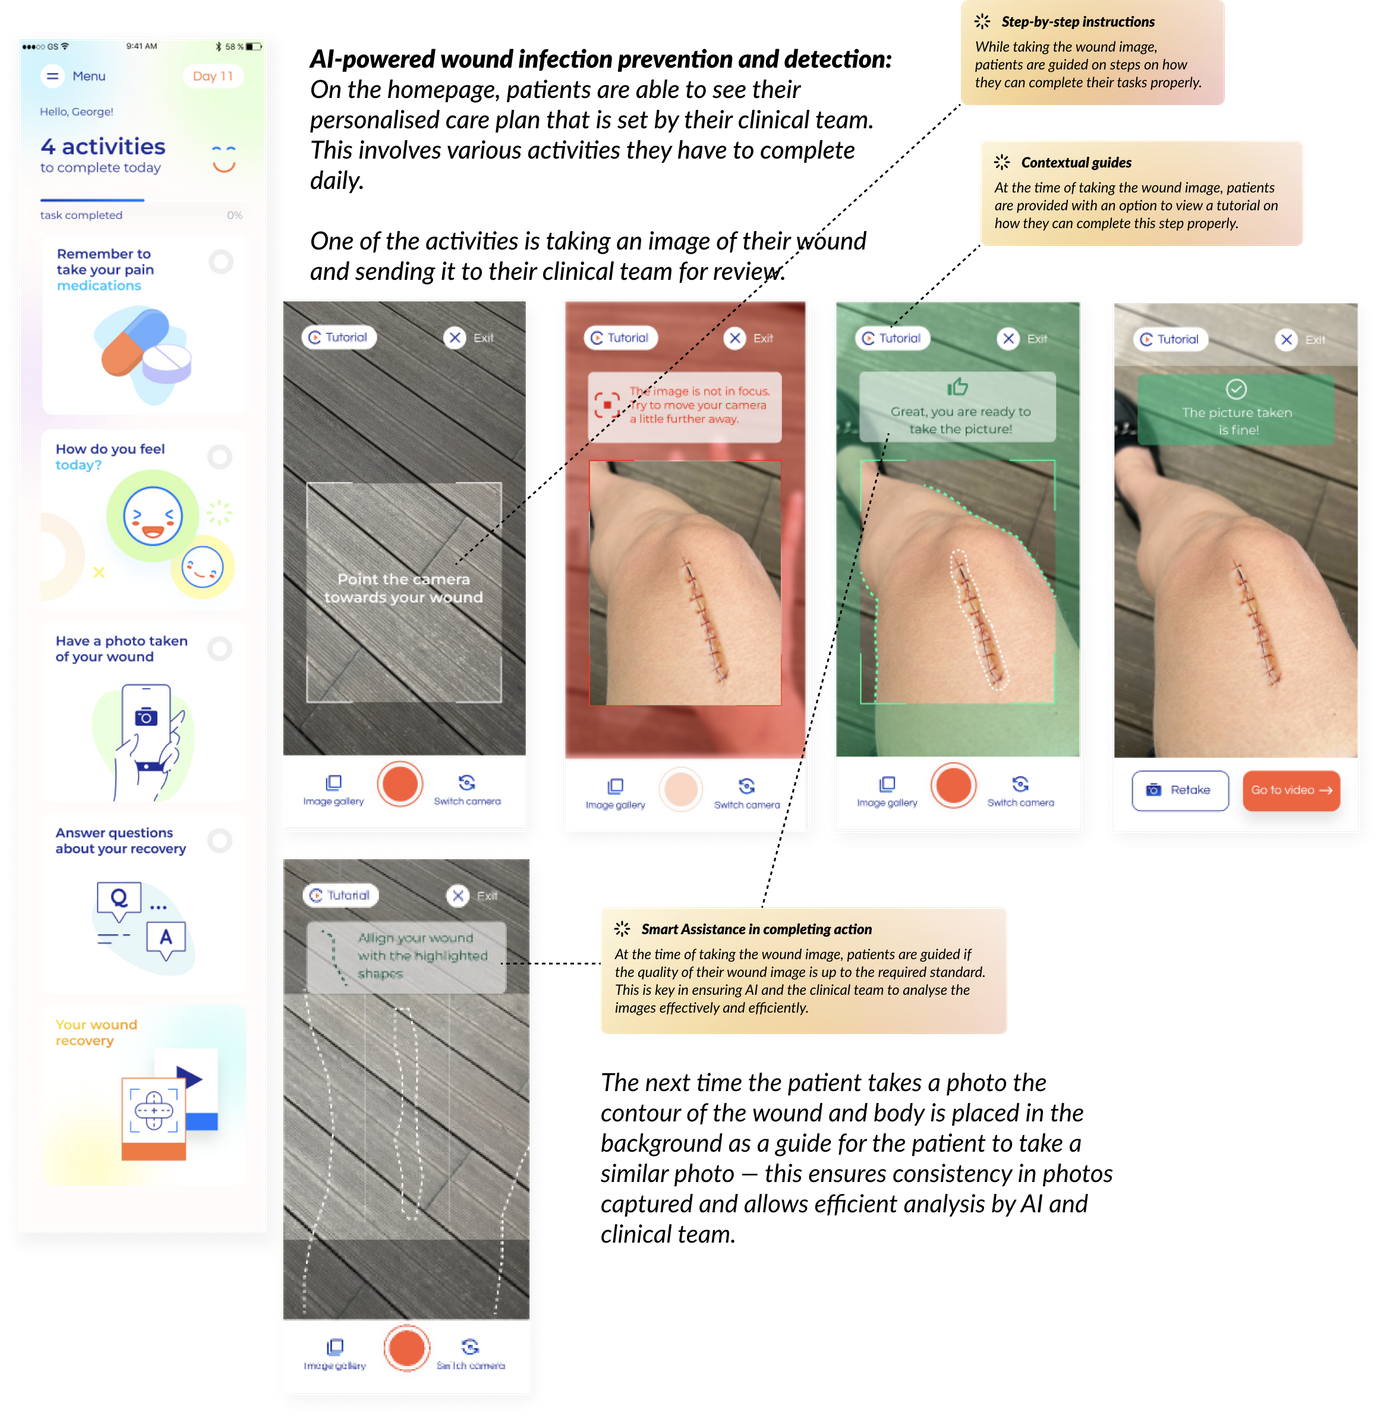 GS
9:41 AM
58 %
Menu
Day 11
Hello, George!
4 activities
to complete today
task completed
0%
Remember to
take your pain
medications
How do you feel
today?
Have a photo taken
of your wound
Answer questions
about your recovery
Q
...
A
Your wound
recovery
AI-powered wound infection prevention and detection:
On the homepage, patients are able to see their
personalised care plan that is set by their clinical team.
This involves various activities they have to complete
daily.
One of the activities is taking an image of their wound
and sending it to their clinical team for review.
Step-by-step instructions
While taking the wound image,
patients are guided on steps on how
they can complete their tasks properly.
Contextual guides
At the time of taking the wound image, patients
are provided with an option to view a tutorial on
how they can complete this step properly.
Tutorial
Exit
Point the camera
towards your wound
Image gallery
Switch camera
Tutorial
Exit
The image is not in focus.
Try to move your camera
a little further away.
Image gallery
Switch camera
Tutorial
Exit
Great, you are ready to
take the picture!
Image gallery
Switch camera
Tutorial
Exit
The picture taken
is fine!
Retake
Go to video →
Tutorial
Exit
Allign your wound
with the highlighted
shapes
Image gallery
Switch camera
Smart Assistance in completing action
At the time of taking the wound image, patients are guided if
the quality of their wound image is up to the required standard.
This is key in ensuring AI and the clinical team to analyse the
images effectively and efficiently.
The next time the patient takes a photo the
contour of the wound and body is placed in the
background as a guide for the patient to take a
similar photo — this ensures consistency in photos
captured and allows efficient analysis by AI and
clinical team.